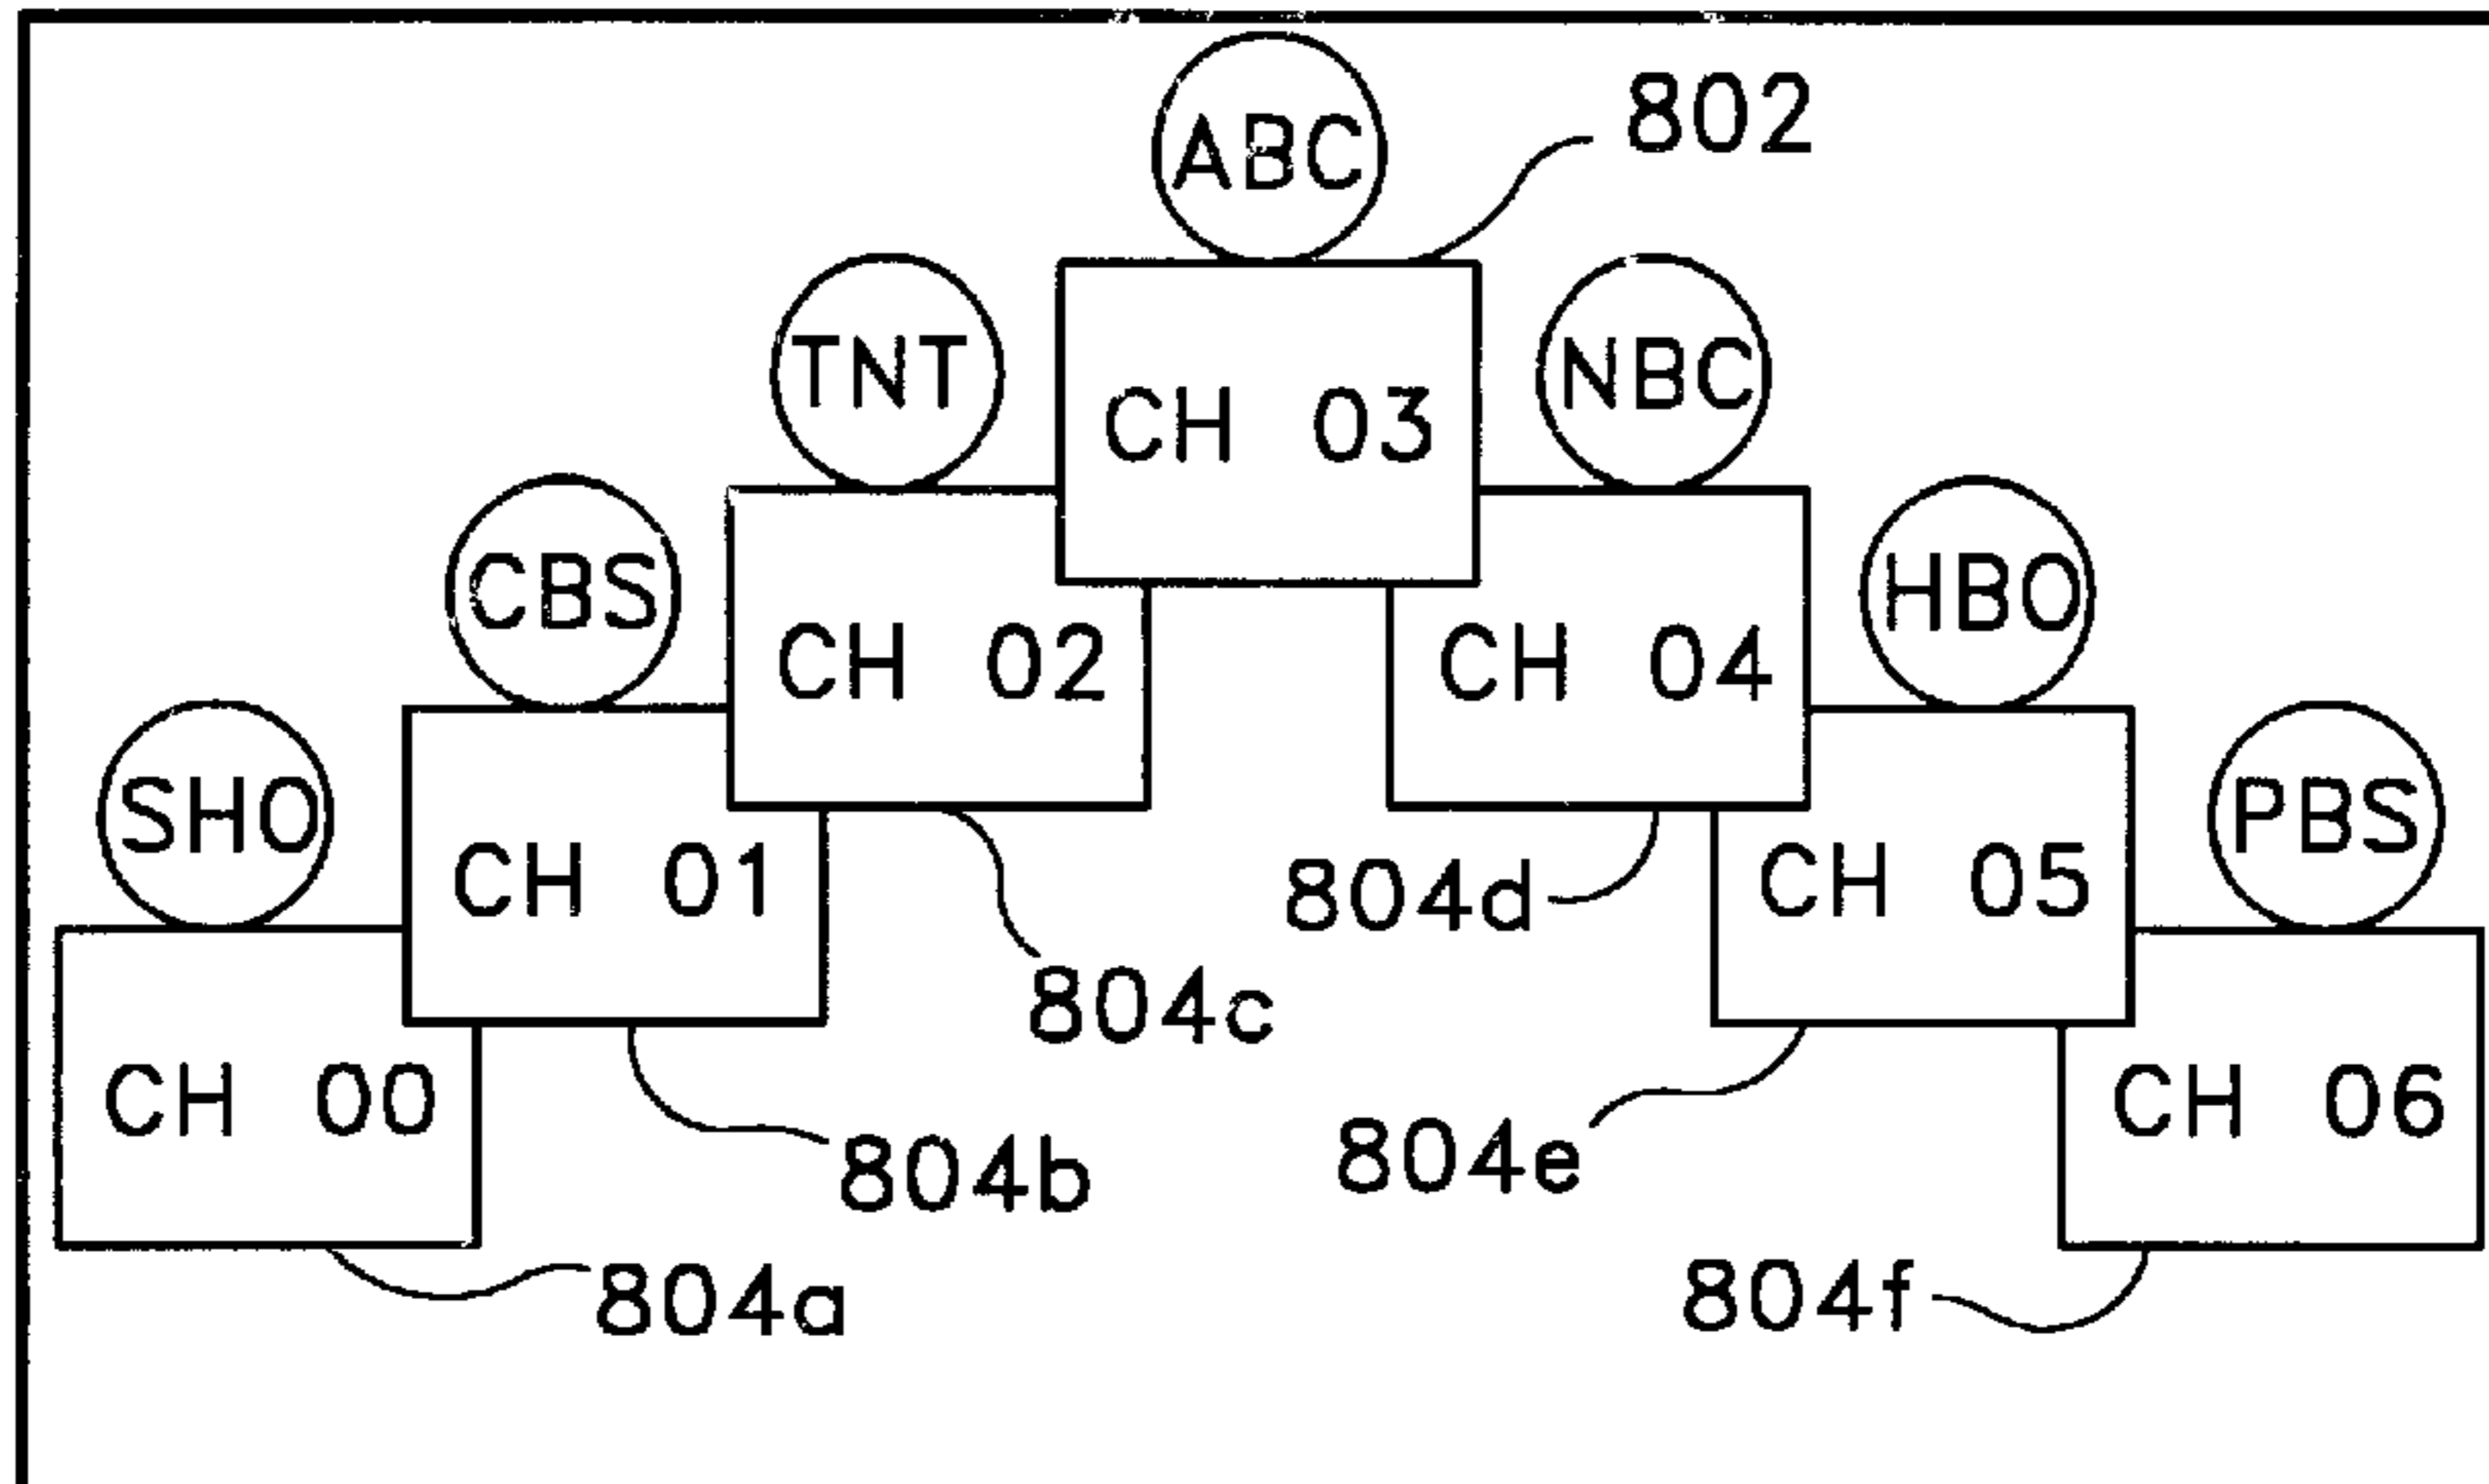 ABC
802
TNT
NBC
CH 03
CBS
HBO
CH 02
CH 04
SHO
PBS
CH 01
804d
CH 05
804c
CH 00
804b
804e
CH 06
804a
804f